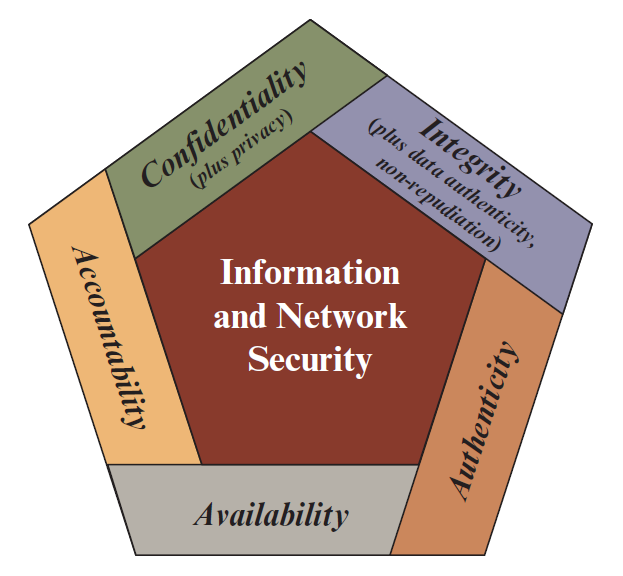 Confidentiality
(plus privacy)
Integrity
(plus data authenticity,
non-repudiation)
Accountability
Information
and Network
Security
Authenticity
Availability